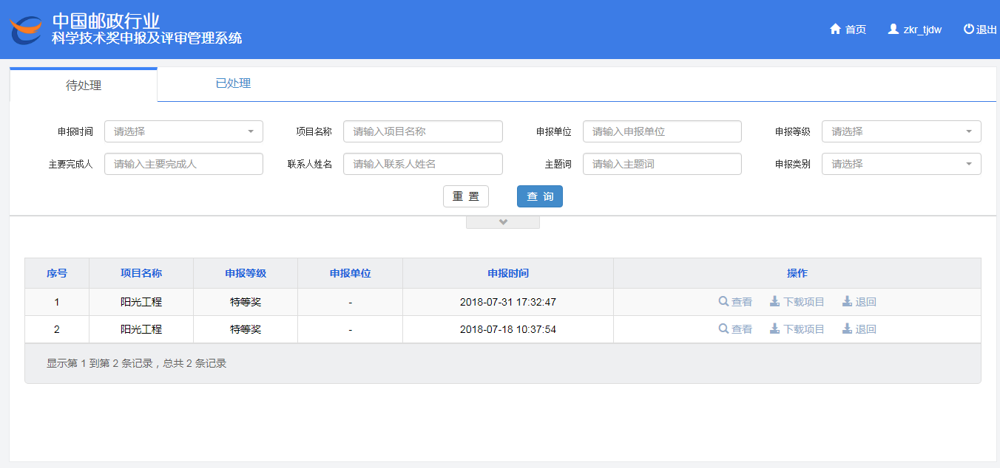 中国邮政行业
科学技术奖申报及评审管理系统
首页 zkr_tjdw 退出
待处理 已处理
申报时间 请选择 项目名称 请输入项目名称 申报单位 请输入申报单位 申报等级 请选择
主要完成人 请输入主要完成人 联系人姓名 请输入联系人姓名 主题词 请输入主题词 申报类别 请选择
重 置 查 询
序号 项目名称 申报等级 申报单位 申报时间 操作
1 阳光工程 特等奖 - 2018-07-31 17:32:47 查看 下载项目 退回
2 阳光工程 特等奖 - 2018-07-18 10:37:54 查看 下载项目 退回
显示第 1 到第 2 条记录，总共 2 条记录